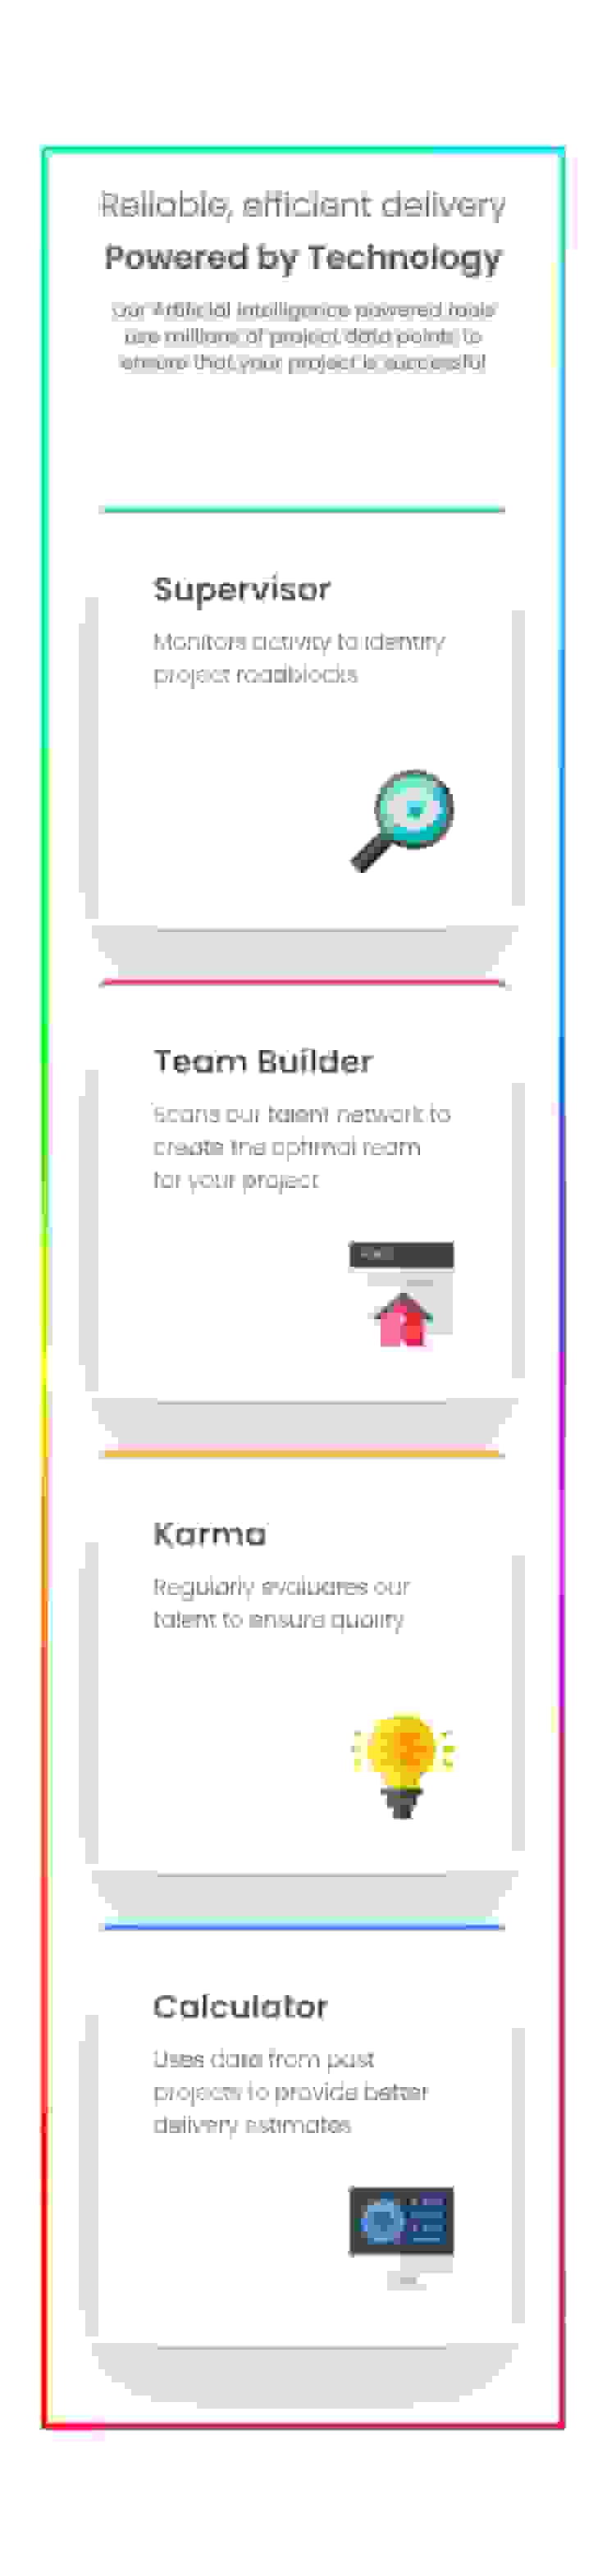 Reliable, efficient delivery
Powered by Technology
Our Artificial Intelligence powered tools
use millions of project data points to
ensure that your project is successful
Supervisor
Monitors activity to identify
project roadblocks
Team Builder
Scans our talent network to
create the optimal team
for your project
Karma
Regularly evaluates our
talent to ensure quality
Calculator
Uses data from past
projects to provide better
delivery estimates